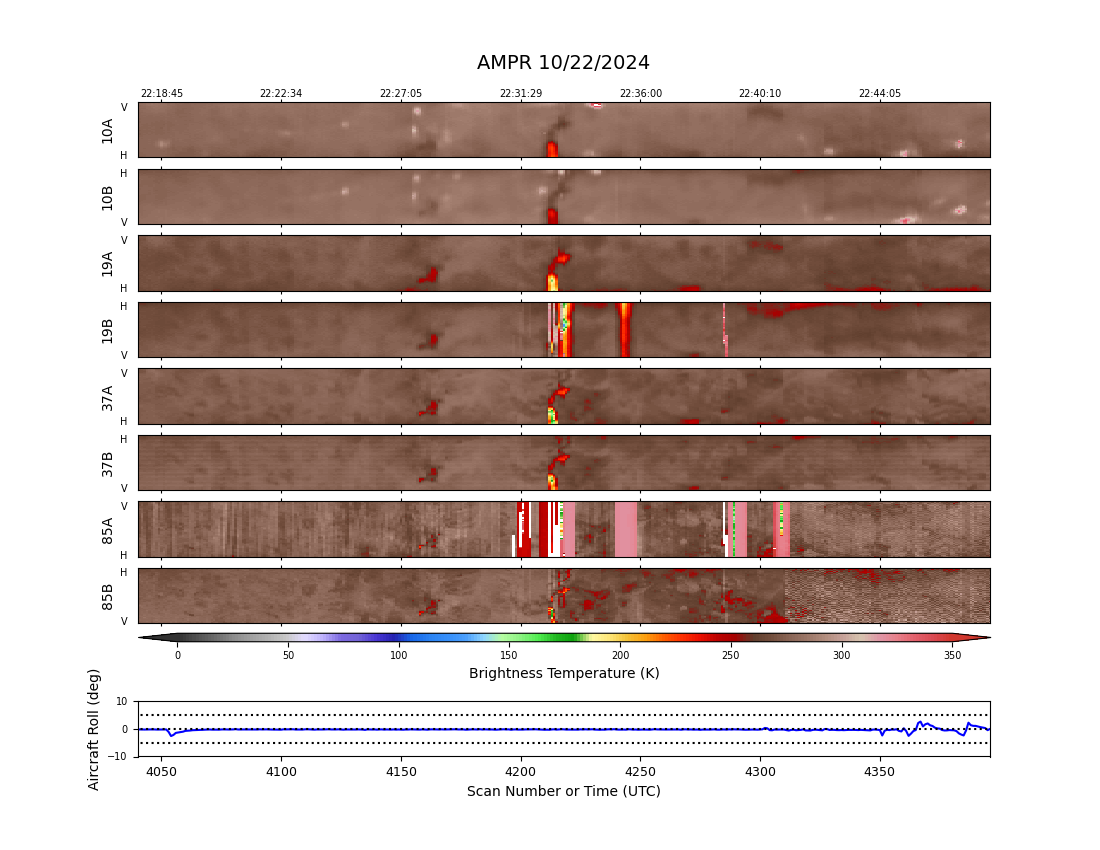 AMPR 10/22/2024
22:18:45 22:22:34 22:27:05 22:31:29 22:36:00 22:40:10 22:44:05
V
10A
H
H
10B
V
V
19A
H
H
19B
V
V
37A
H
H
37B
V
V
85A
H
H
85B
V
0 50 100 150 200 250 300 350
Brightness Temperature (K)
Aircraft Roll (deg)
10
0
−10
4050 4100 4150 4200 4250 4300 4350
Scan Number or Time (UTC)